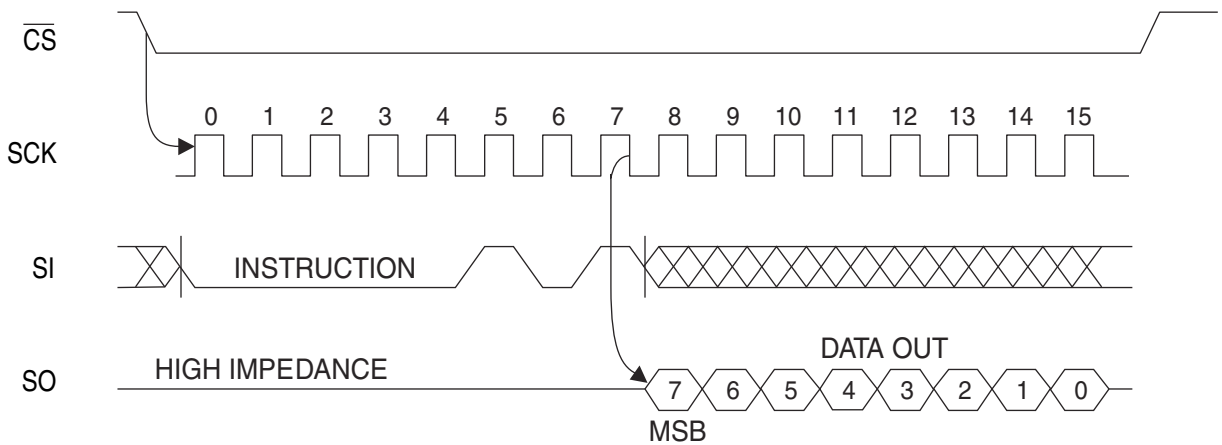 CS
0 1 2 3 4 5 6 7 8 9 10 11 12 13 14 15
SCK
SI
INSTRUCTION
HIGH IMPEDANCE
DATA OUT
SO
7 6 5 4 3 2 1 0
MSB